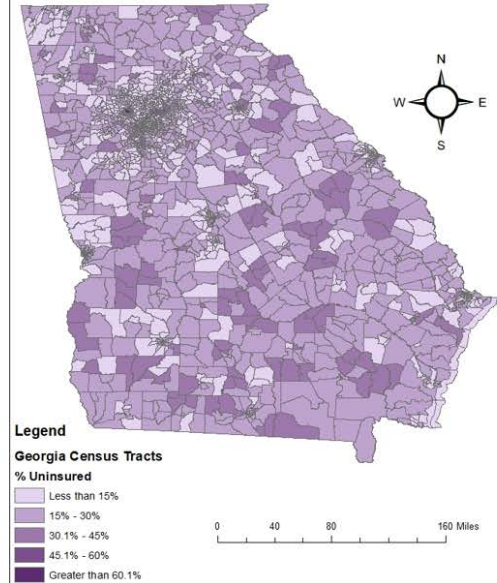 N
W E
S
Legend
Georgia Census Tracts
% Uninsured
Less than 15%
15% - 30%
30.1% - 45%
45.1% - 60%
Greater than 60.1%
0 40 80 160 Miles